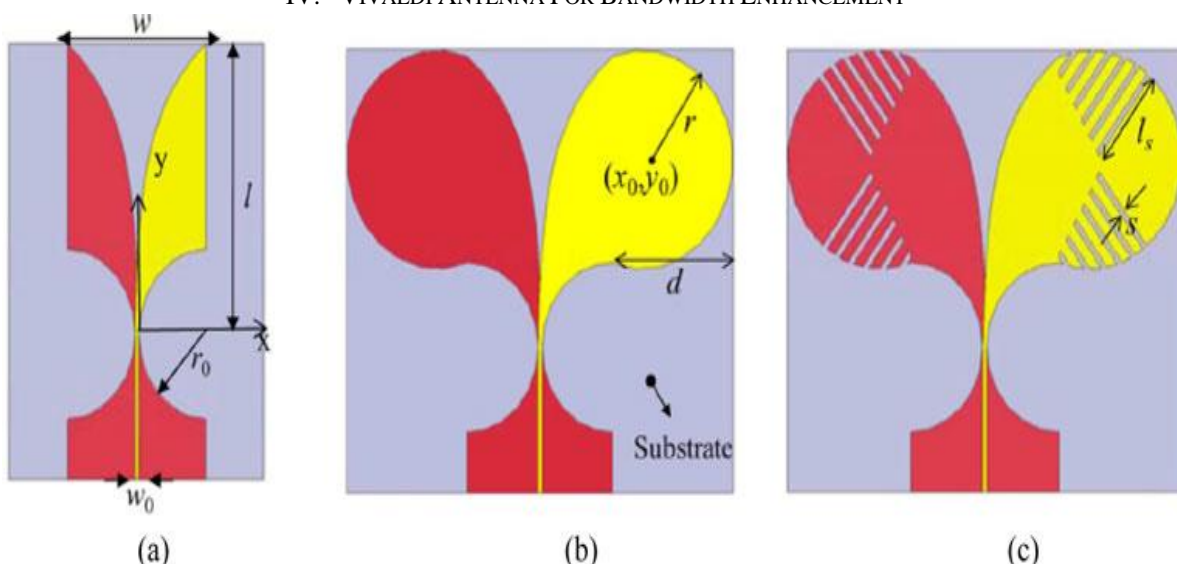 IV. VIVALDI ANTENNA FOR BANDWIDTH ENHANCEMENT
w
y
l
x
r₀
w₀
(a)
r
(x₀,y₀)
d
Substrate
(b)
lₛ
s
(c)